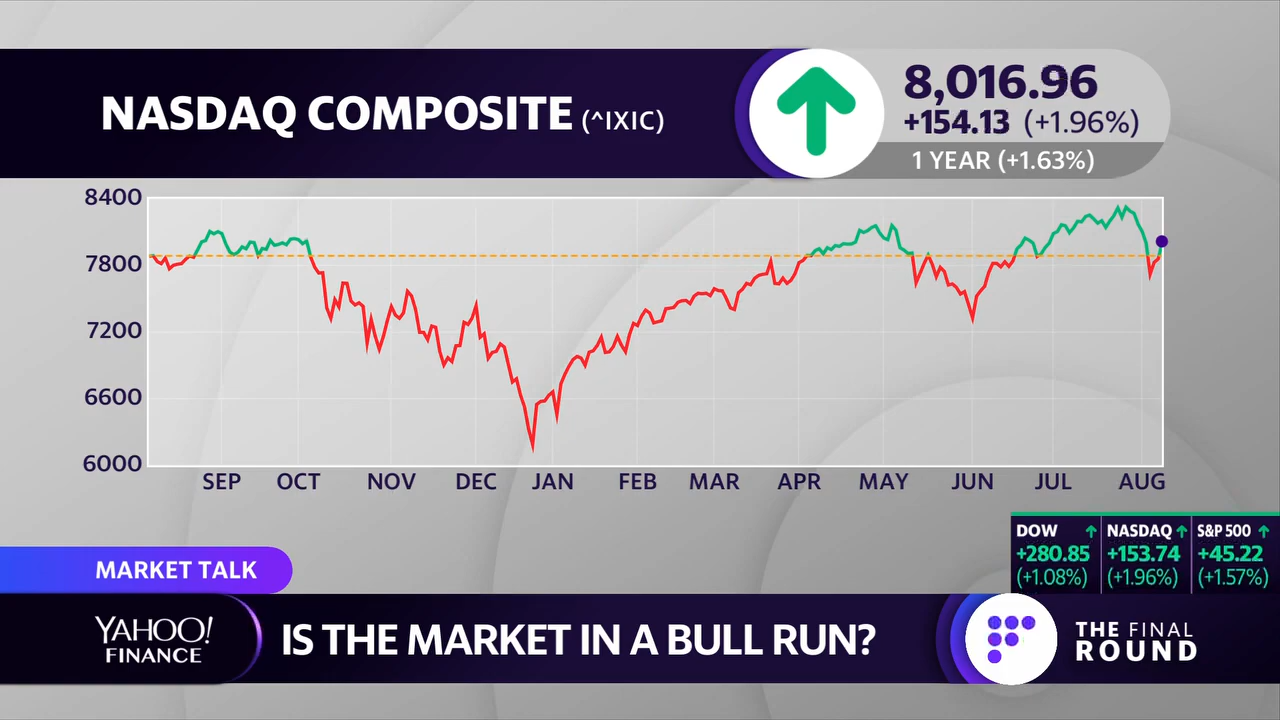 NASDAQ COMPOSITE (^IXIC)
8,016.96
+154.13 (+1.96%)
1 YEAR (+1.63%)
8400
7800
7200
6600
6000
SEP OCT NOV DEC JAN FEB MAR APR MAY JUN JUL AUG
DOW NASDAQ S&P 500
+280.85 +153.74 +45.22
(+1.08%) (+1.96%) (+1.57%)
MARKET TALK
YAHOO!
FINANCE
IS THE MARKET IN A BULL RUN?
THE FINAL
ROUND